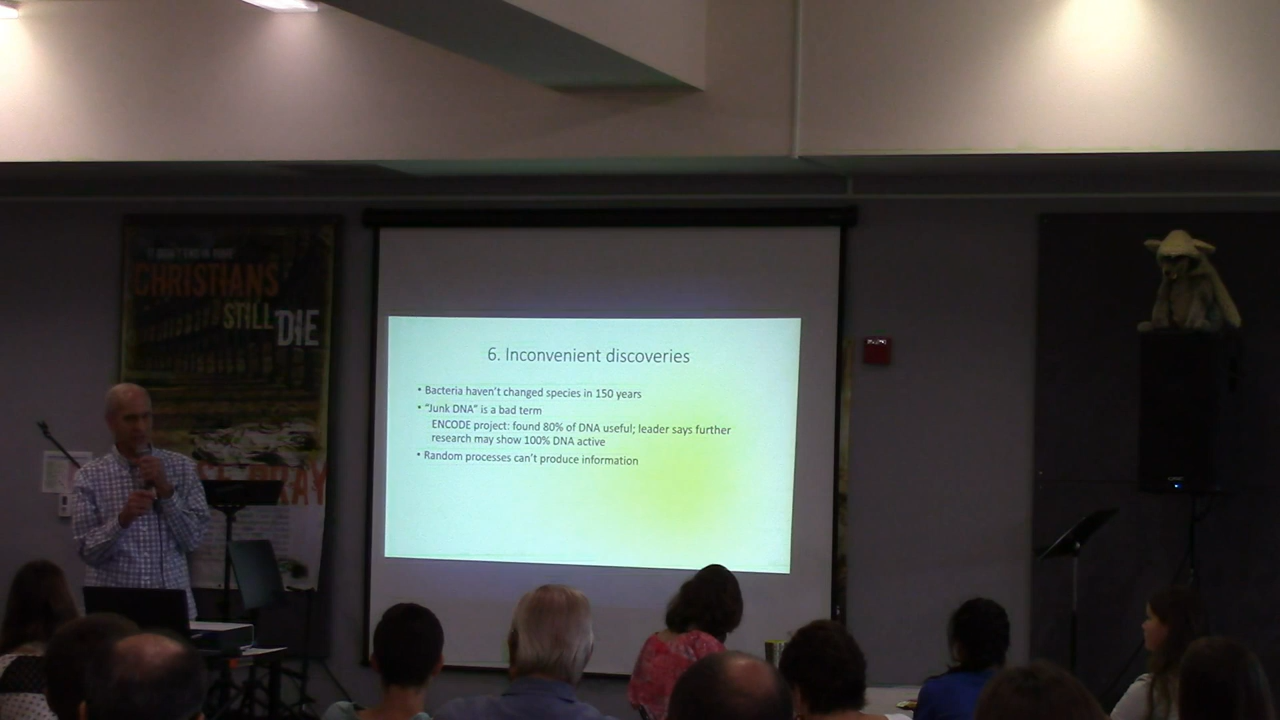 CHRISTIANS
STILL
DIE
6. Inconvenient discoveries
• Bacteria haven't changed species in 150 years
• "Junk DNA" is a bad term
ENCODE project: found 80% of DNA useful; leader says further
research may show 100% DNA active
• Random processes can't produce information